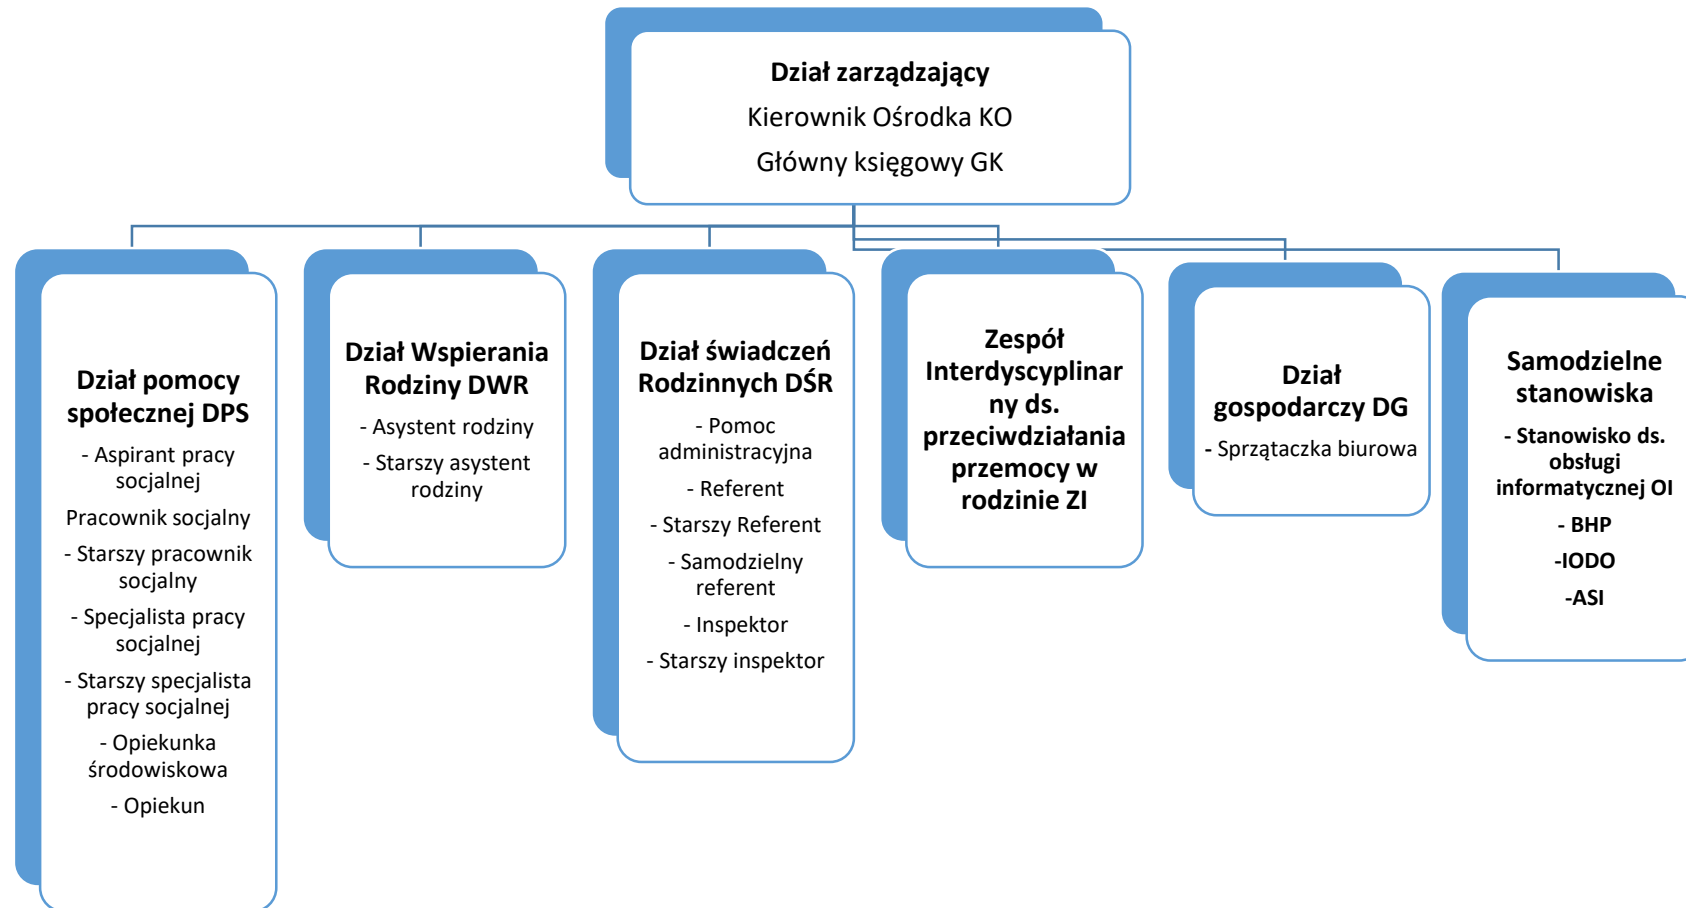 Dział zarządzający
Kierownik Ośrodka KO
Główny księgowy GK
Dział pomocy
społecznej DPS
- Aspirant pracy
socjalnej
Pracownik socjalny
- Starszy pracownik
socjalny
- Specjalista pracy
socjalnej
- Starszy specjalista
pracy socjalnej
- Opiekunka
środowiskowa
- Opiekun
Dział Wspierania
Rodziny DWR
- Asystent rodziny
- Starszy asystent
rodziny
Dział świadczeń
Rodzinnych DŚR
- Pomoc
administracyjna
- Referent
- Starszy Referent
- Samodzielny
referent
- Inspektor
- Starszy inspektor
Zespół
Interdyscyplinar
ny ds.
przeciwdziałania
przemocy w
rodzinie ZI
Dział
gospodarczy DG
- Sprzątaczka biurowa
Samodzielne
stanowiska
- Stanowisko ds.
obsługi
informatycznej OI
- BHP
-IODO
-ASI